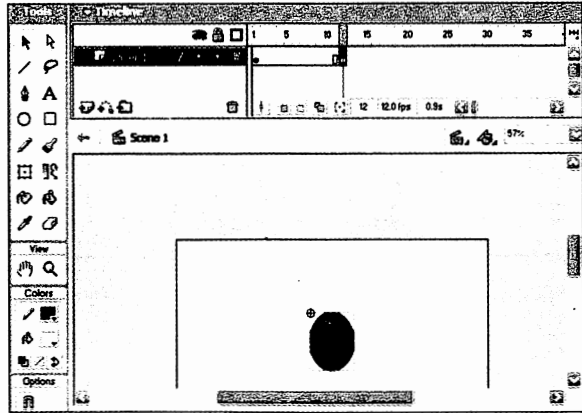 Tools
Timeline
1 5 10 15 20 25 30 35
A
12 12.0 fps 0.9s
Scene 1
57%
View
Colors
Options